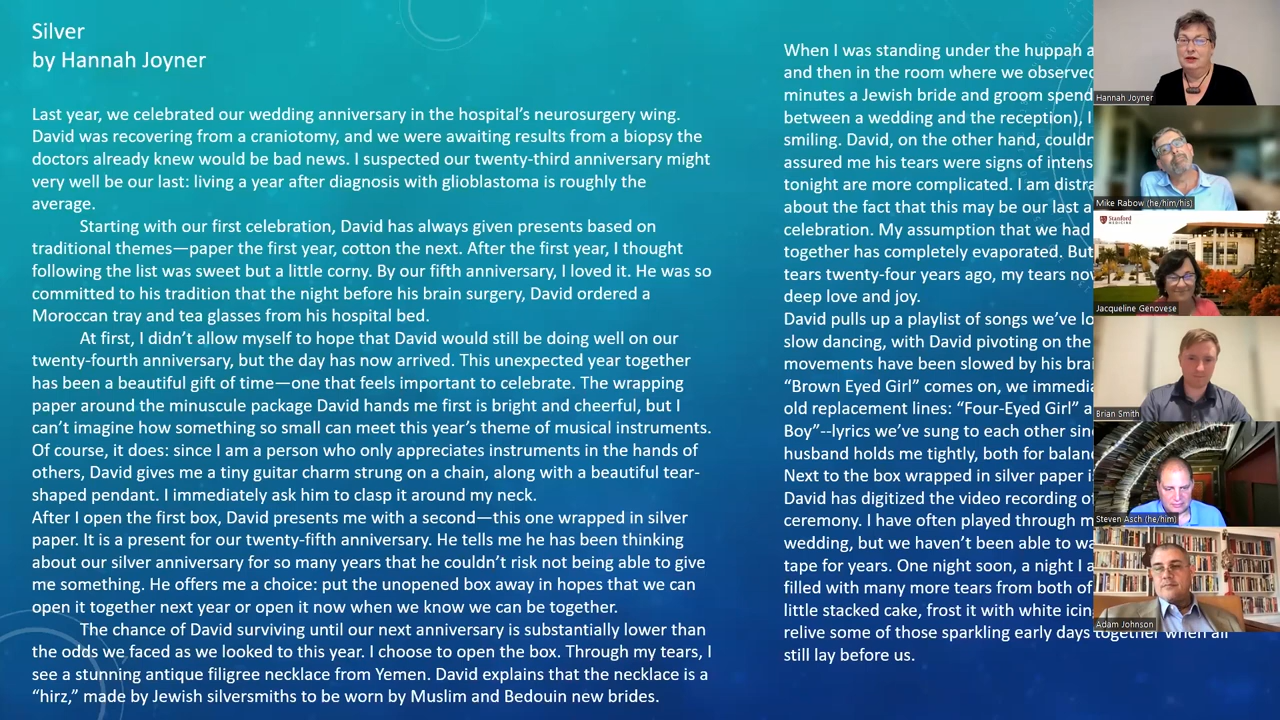 Silver
by Hannah Joyner
Last year, we celebrated our wedding anniversary in the hospital’s neurosurgery wing.
David was recovering from a craniotomy, and we were awaiting results from a biopsy the
doctors already knew would be bad news. I suspected our twenty-third anniversary might
very well be our last: living a year after diagnosis with glioblastoma is roughly the
average.
Starting with our first celebration, David has always given presents based on
traditional themes—paper the first year, cotton the next. After the first year, I thought
following the list was sweet but a little corny. By our fifth anniversary, I loved it. He was so
committed to his tradition that the night before his brain surgery, David ordered a
Moroccan tray and tea glasses from his hospital bed.
At first, I didn’t allow myself to hope that David would still be doing well on our
twenty-fourth anniversary, but the day has now arrived. This unexpected year together
has been a beautiful gift of time—one that feels important to celebrate. The wrapping
paper around the minuscule package David hands me first is bright and cheerful, but I
can’t imagine how something so small can meet this year’s theme of musical instruments.
Of course, it does: since I am a person who only appreciates instruments in the hands of
others, David gives me a tiny guitar charm strung on a chain, along with a beautiful tear-
shaped pendant. I immediately ask him to clasp it around my neck.
After I open the first box, David presents me with a second—this one wrapped in silver
paper. It is a present for our twenty-fifth anniversary. He tells me he has been thinking
about our silver anniversary for so many years that he couldn’t risk not being able to give
me something. He offers me a choice: put the unopened box away in hopes that we can
open it together next year or open it now when we know we can be together.
The chance of David surviving until our next anniversary is substantially lower than
the odds we faced as we looked to this year. I choose to open the box. Through my tears, I
see a stunning antique filigree necklace from Yemen. David explains that the necklace is a
“hirz,” made by Jewish silversmiths to be worn by Muslim and Bedouin new brides.
When I was standing under the huppah
and then in the room where we observed
minutes a Jewish bride and groom spend
between a wedding and the reception), I
smiling. David, on the other hand,
assured me his tears were signs of
tonight are more complicated. I am
about the fact that this may be our last
celebration. My assumption that we had
together has completely evaporated. But
tears twenty-four years ago, my tears
deep love and joy.
David pulls up a playlist of songs we’ve
slow dancing, with David pivoting on the
movements have been slowed by his
“Brown Eyed Girl” comes on, we
old replacement lines: “Four-Eyed Girl”
Boy”--lyrics we’ve sung to each other
husband holds me tightly, both for
Next to the box wrapped in silver paper
David has digitized the video recording
ceremony. I have often played through
wedding, but we haven’t been able to
tape for years. One night soon, a night I
filled with many more tears from both of
little stacked cake, frost it with white
relive some of those sparkling early days together when all
still lay before us.
Hannah Joyner
Mike Rabow (he/him/his)
Stanford
MEDICINE
Jacqueline Genovese
Brian Smith
Steven Asch (he/him)
Adam Johnson